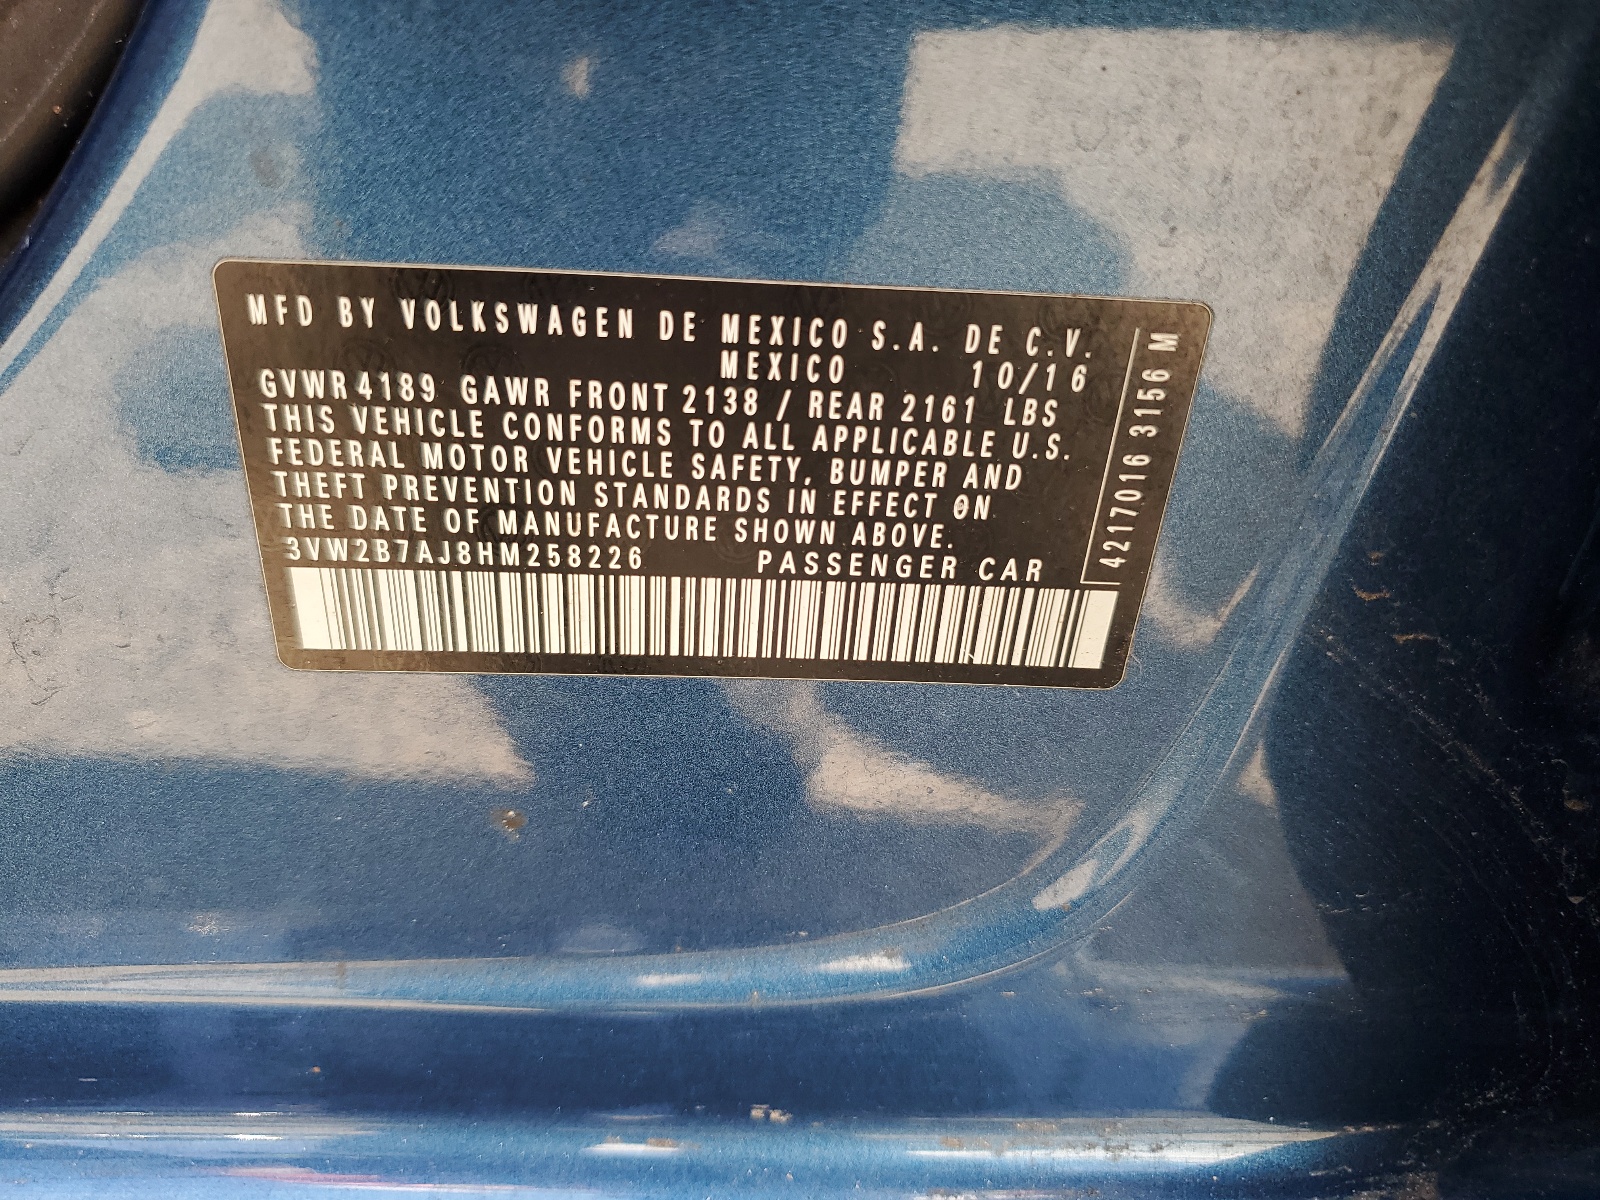 MFD BY VOLKSWAGEN DE MEXICO S.A. DE C.V.
MEXICO 10/16
GVWR 4189 GAWR FRONT 2138 / REAR 2161 LBS
THIS VEHICLE CONFORMS TO ALL APPLICABLE U.S.
FEDERAL MOTOR VEHICLE SAFETY, BUMPER AND
THEFT PREVENTION STANDARDS IN EFFECT ON
THE DATE OF MANUFACTURE SHOWN ABOVE.
3VW2B7AJ8HM258226 PASSENGER CAR
4217016 3156 M